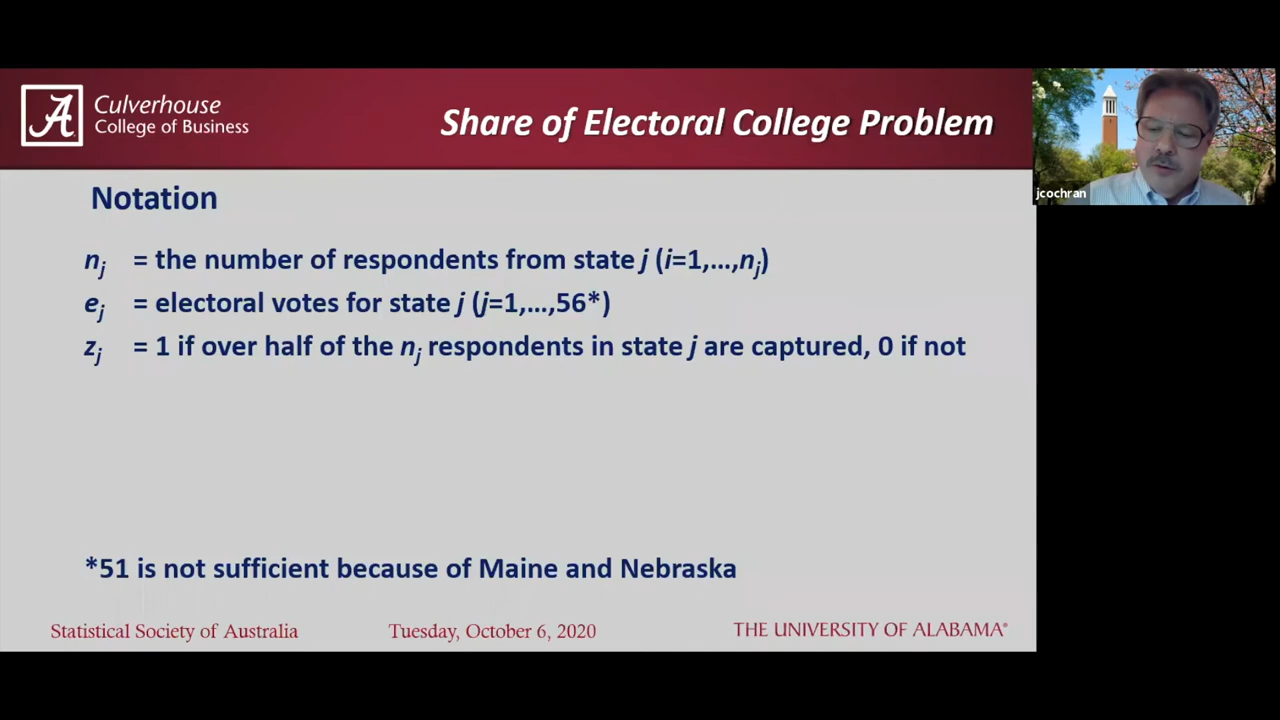 Culverhouse
College of Business
Share of Electoral College Problem
jcochran
Notation
nj = the number of respondents from state j (i=1,...,nj)
ej = electoral votes for state j (j=1,...,56*)
zj = 1 if over half of the nj respondents in state j are captured, 0 if not
*51 is not sufficient because of Maine and Nebraska
Statistical Society of Australia Tuesday, October 6, 2020 THE UNIVERSITY OF ALABAMA®